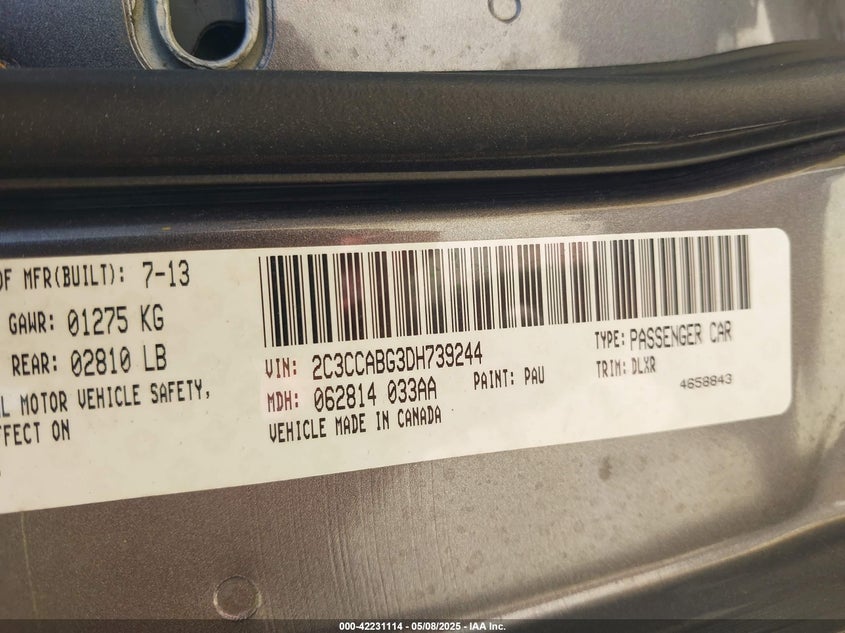 OF MFR(BUILT): 7-13
GAWR: 01275 KG
REAR: 02810 LB
MOTOR VEHICLE SAFETY,
ON
VIN: 2C3CCABG3DH739244
MDH: 062814 033AA
PAINT: PAU
VEHICLE MADE IN CANADA
TYPE: PASSENGER CAR
TRIM: DLXR
4658843
000-42231114 - 05/08/2025 - IAA Inc.